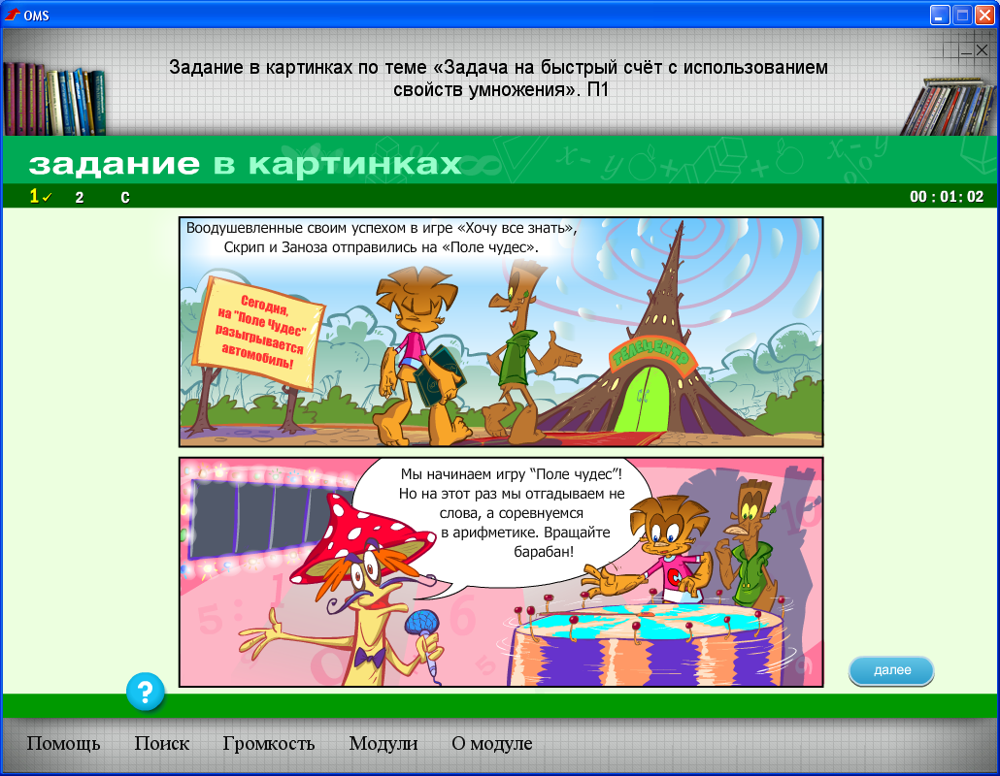 OMS
Задание в картинках по теме «Задача на быстрый счёт с использованием
свойств умножения». П1
задание в картинках
1✓ 2 С
00 : 01: 02
Воодушевленные своим успехом в игре «Хочу все знать»,
Скрип и Заноза отправились на «Поле чудес».
Сегодня,
на "Поле Чудес"
разыгрывается
автомобиль!
ТЕЛЕЦЕНТР
Мы начинаем игру “Поле чудес”!
Но на этот раз мы отгадываем не
слова, а соревнуемся
в арифметике. Вращайте
барабан!
далее
?
Помощь Поиск Громкость Модули О модуле